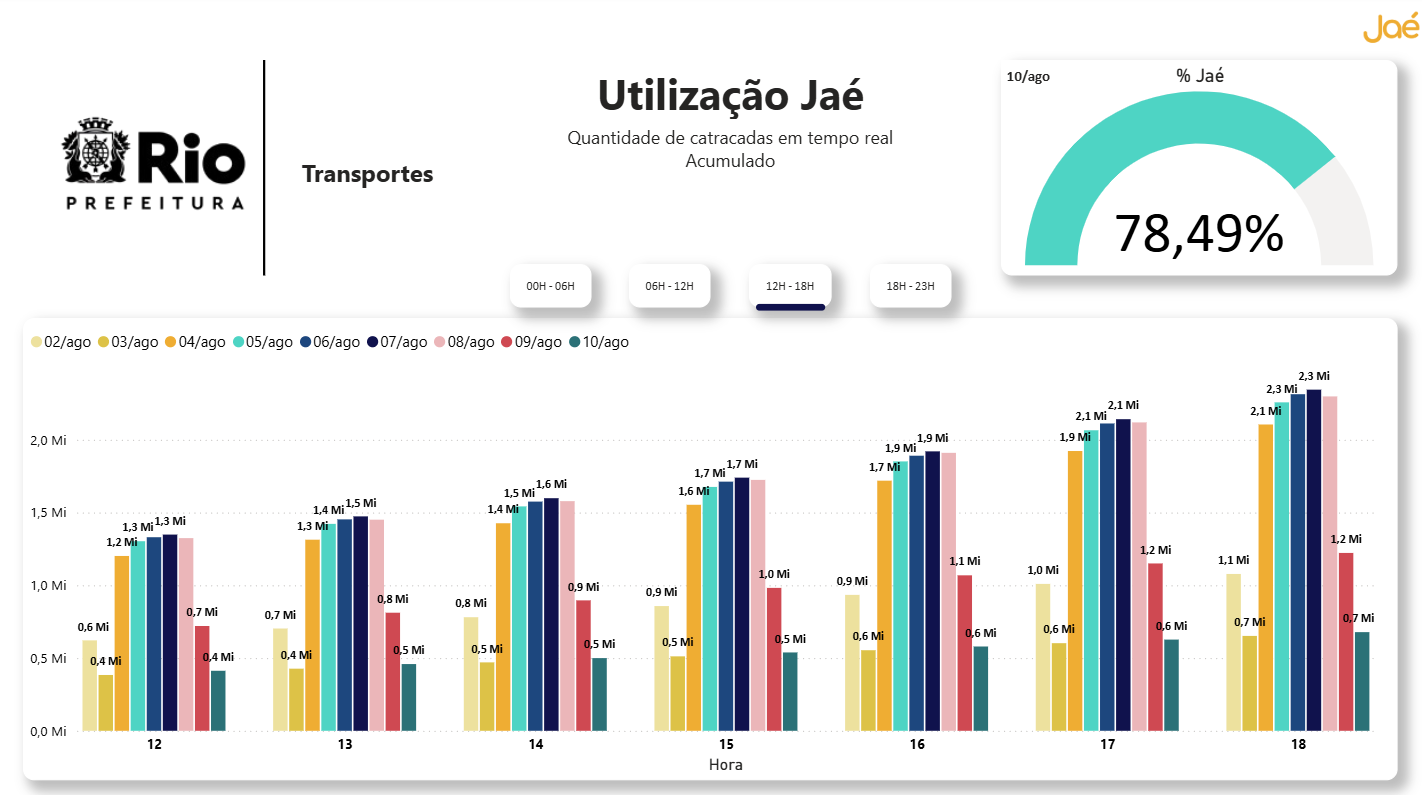 Jaé
Rio
PREFEITURA
Transportes
Utilização Jaé
Quantidade de catracadas em tempo real
Acumulado
10/ago
% Jaé
78,49%
00H - 06H
06H - 12H
12H - 18H
18H - 23H
02/ago 03/ago 04/ago 05/ago 06/ago 07/ago 08/ago 09/ago 10/ago
2,0 Mi
1,5 Mi
1,0 Mi
0,5 Mi
0,0 Mi
0,6 Mi 0,4 Mi 1,2 Mi 1,3 Mi 1,3 Mi 0,7 Mi 0,4 Mi
0,7 Mi 0,4 Mi 1,3 Mi 1,4 Mi 1,5 Mi 0,8 Mi 0,5 Mi
0,8 Mi 0,5 Mi 1,4 Mi 1,5 Mi 1,6 Mi 0,9 Mi 0,5 Mi
0,9 Mi 0,5 Mi 1,6 Mi 1,7 Mi 1,7 Mi 1,0 Mi 0,5 Mi
0,9 Mi 0,6 Mi 1,7 Mi 1,9 Mi 1,9 Mi 1,1 Mi 0,6 Mi
1,0 Mi 0,6 Mi 1,9 Mi 2,1 Mi 2,1 Mi 1,2 Mi 0,6 Mi
1,1 Mi 0,7 Mi 2,1 Mi 2,3 Mi 2,3 Mi 1,2 Mi 0,7 Mi
12 13 14 15 16 17 18
Hora